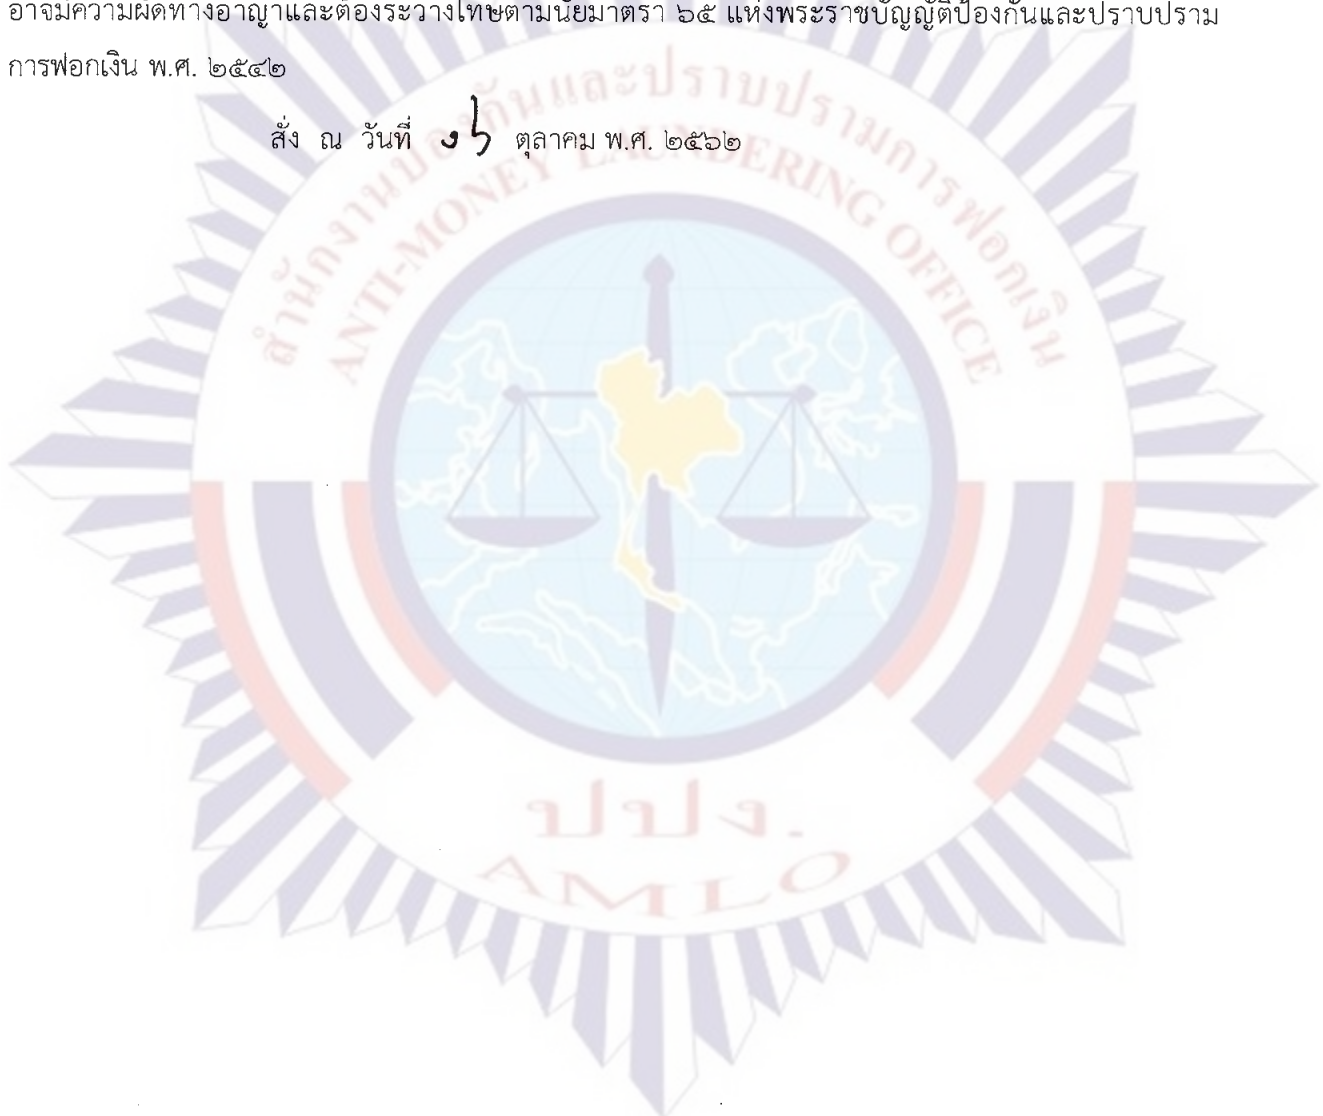 อาจมีความผิดทางอาญาและต้องระวางโทษตามนัยมาตรา ๖๕ แห่งพระราชบัญญัติป้องกันและปราบปราม
การฟอกเงิน พ.ศ. ๒๕๔๒
สั่ง ณ วันที่ ตุลาคม พ.ศ. ๒๕๖๒
สำนักงานป้องกันและปราบปรามการฟอกเงิน
ANTI-MONEY LAUNDERING OFFICE
ปปง.
AMLO